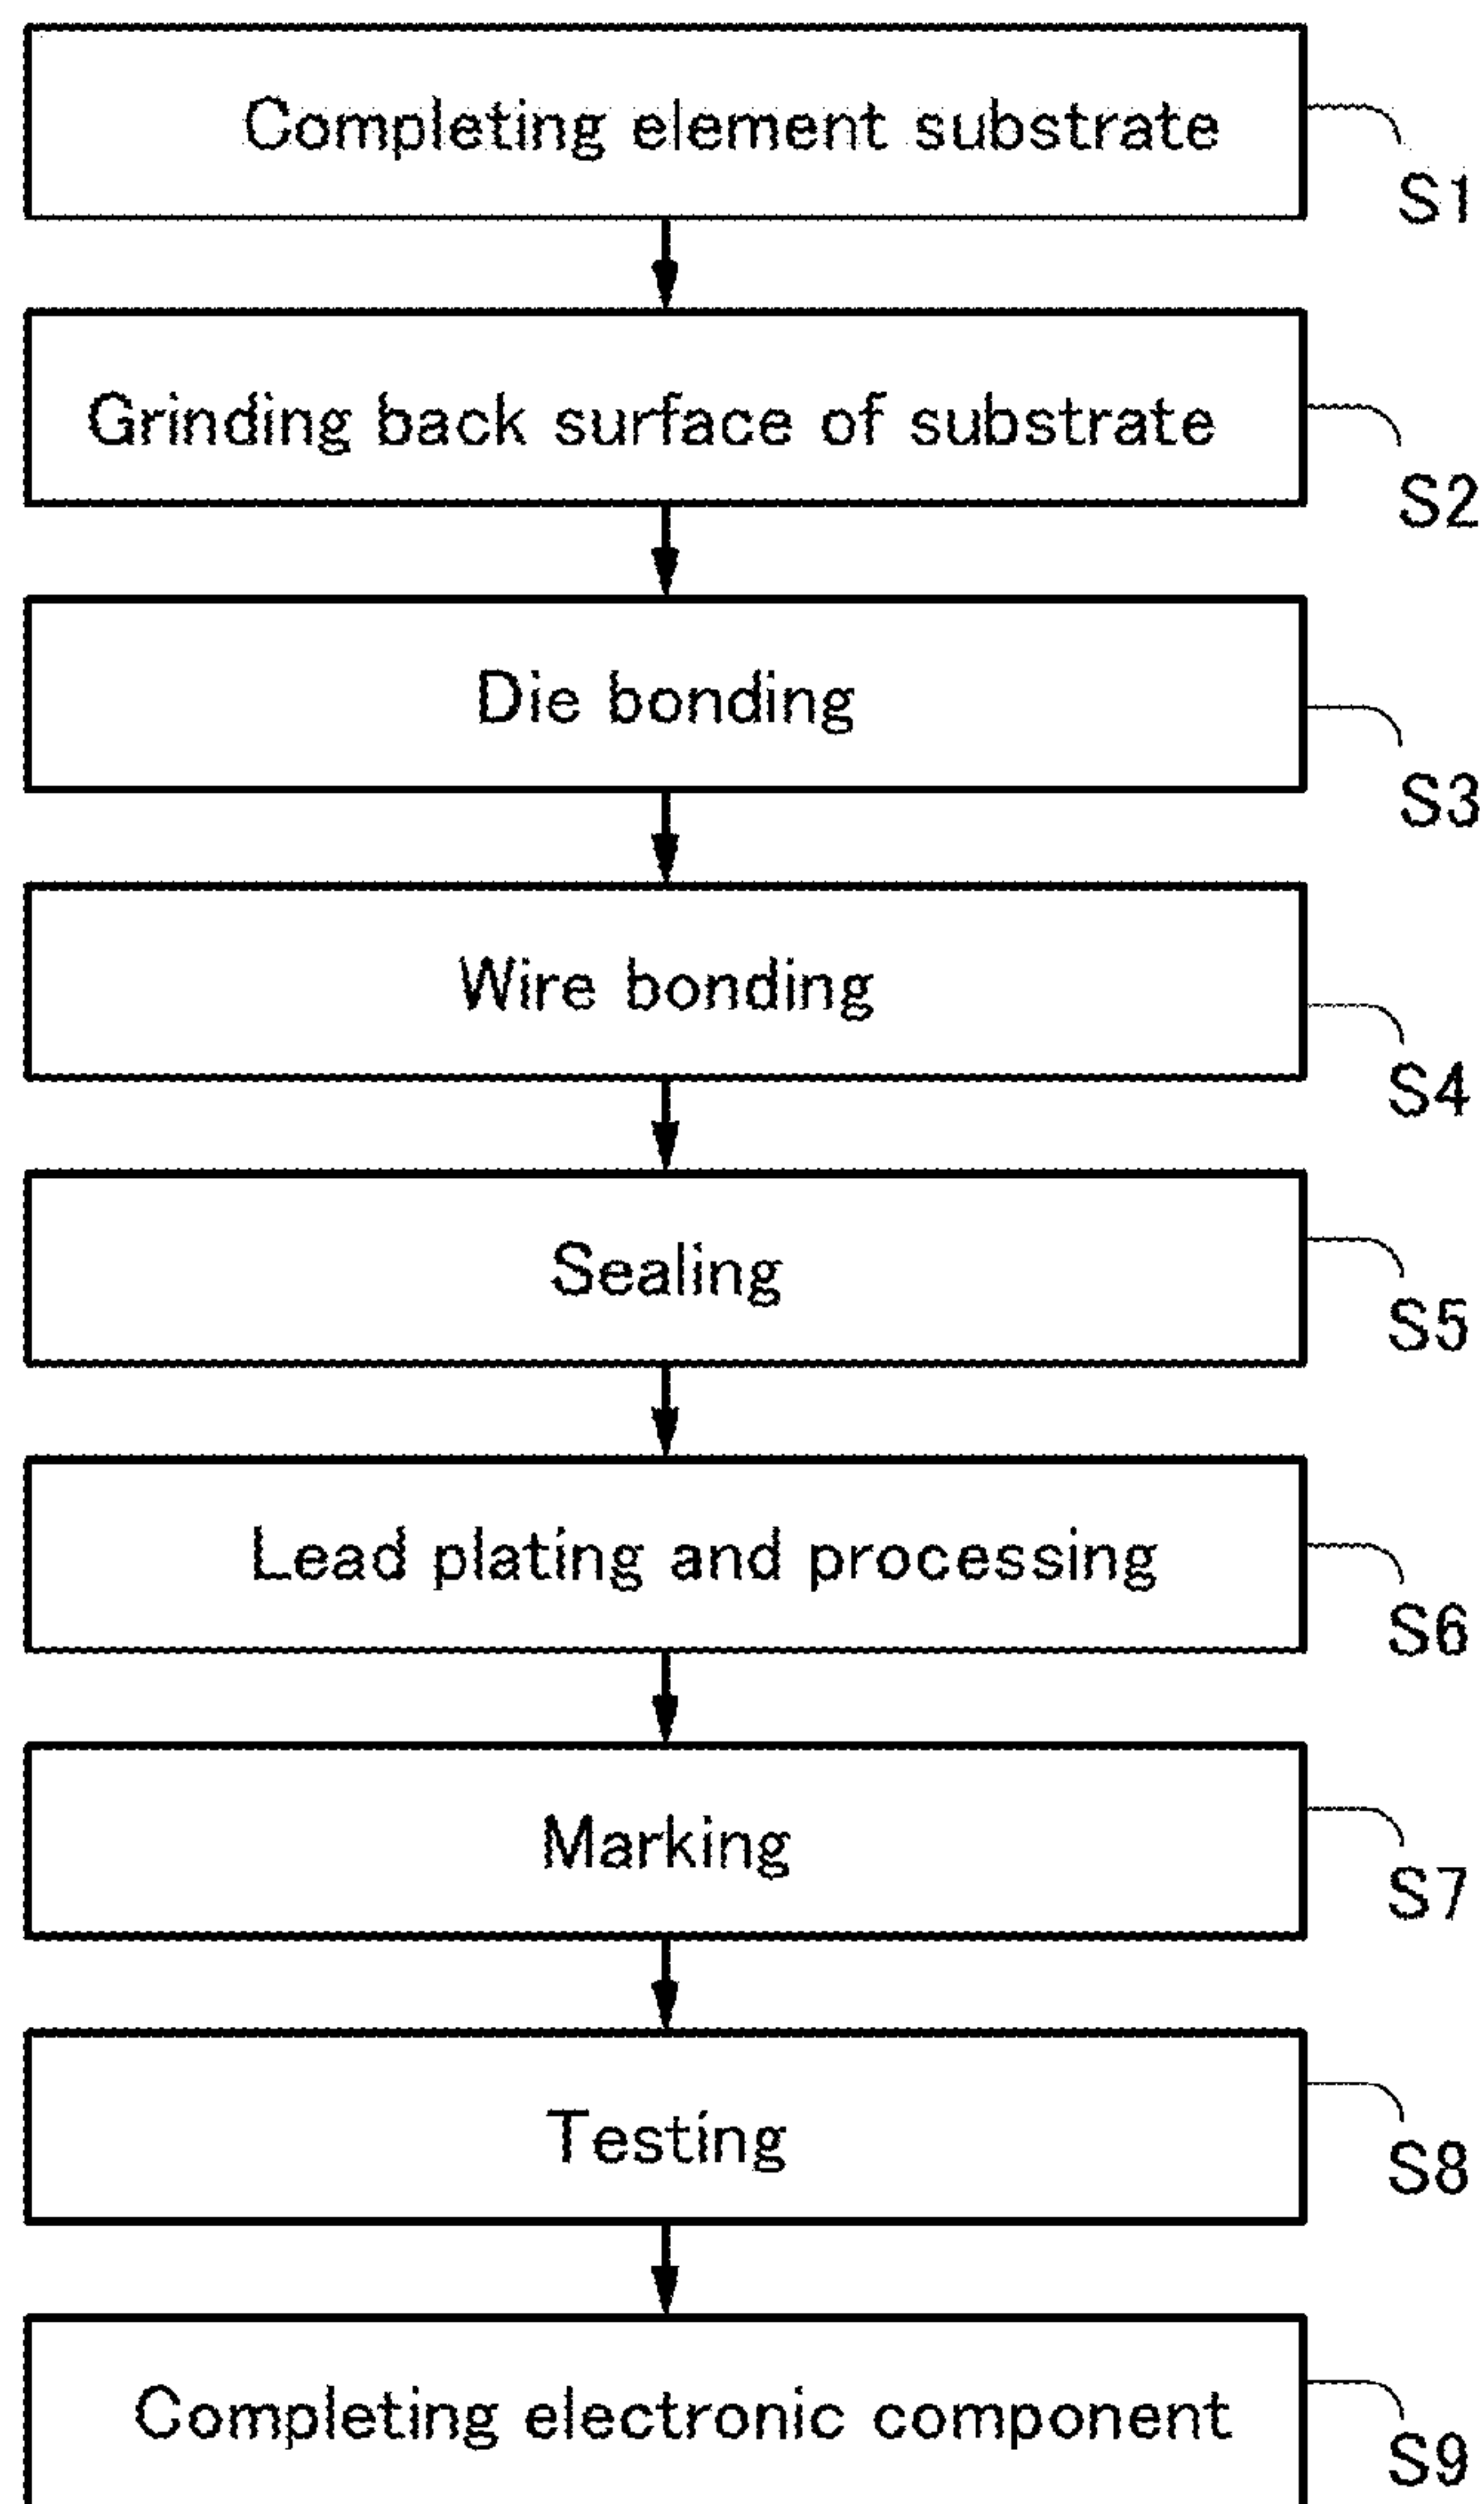 Completing element substrate
S1
Grinding back surface of substrate
S2
Die bonding
S3
Wire bonding
S4
Sealing
S5
Lead plating and processing
S6
Marking
S7
Testing
S8
Completing electronic component
S9